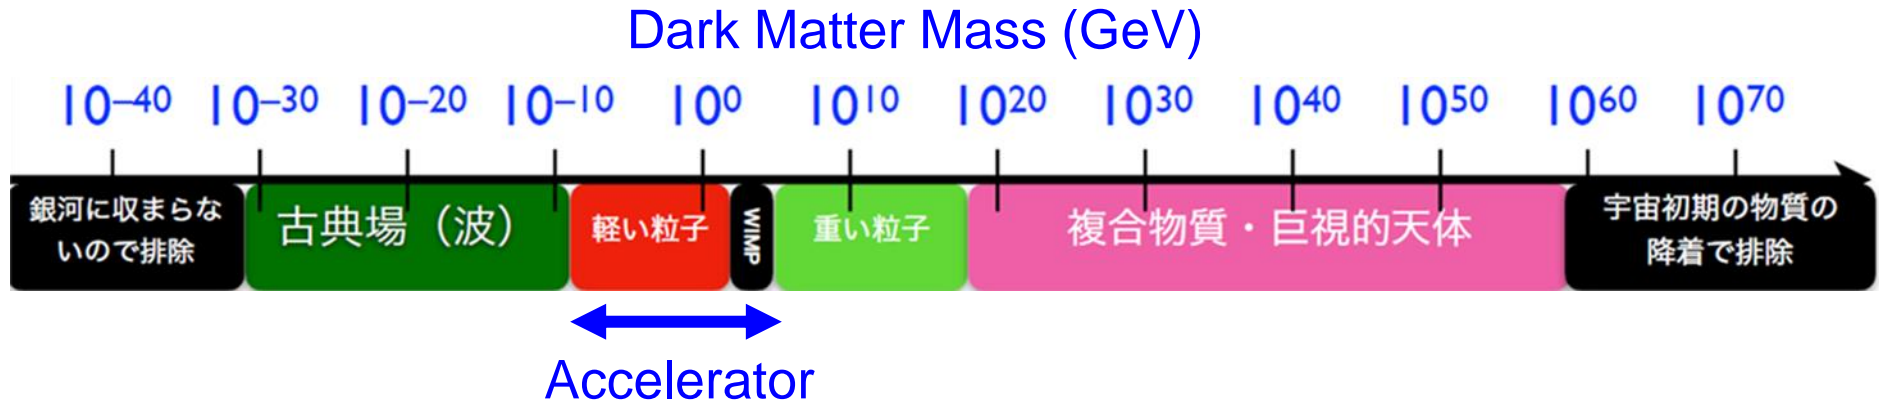 Dark Matter Mass (GeV)
10⁻⁴⁰ 10⁻³⁰ 10⁻²⁰ 10⁻¹⁰ 10⁰ 10¹⁰ 10²⁰ 10³⁰ 10⁴⁰ 10⁵⁰ 10⁶⁰ 10⁷⁰
銀河に収まらな
いので排除
古典場（波）
軽い粒子
WIMP
重い粒子
複合物質・巨視的天体
宇宙初期の物質の
降着で排除
Accelerator